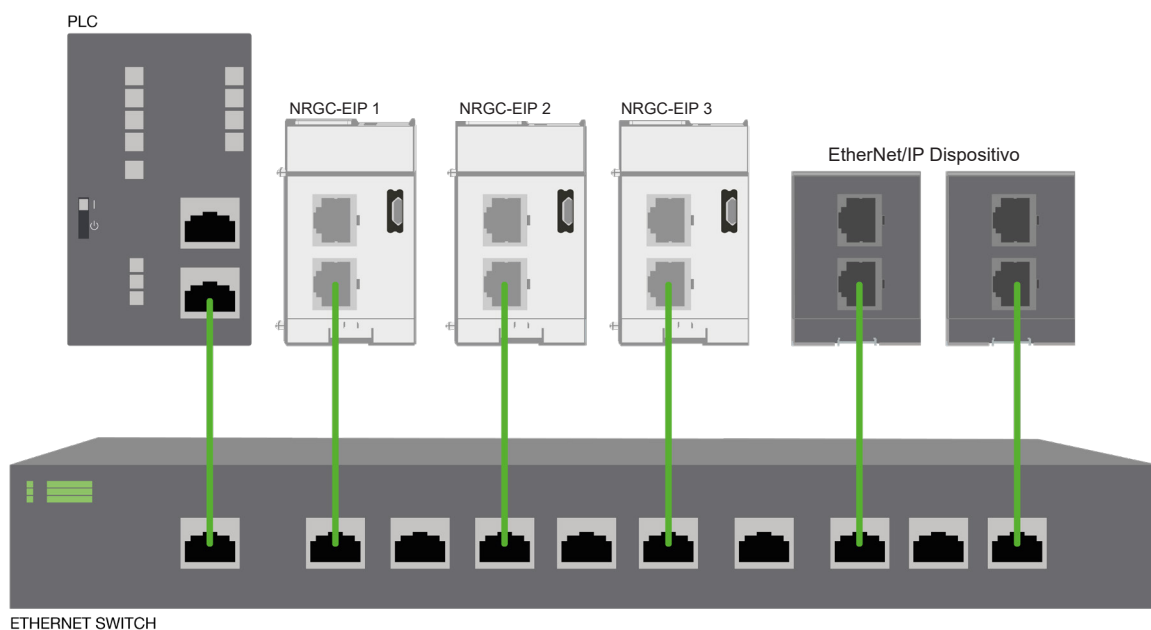 PLC
NRGC-EIP 1
NRGC-EIP 2
NRGC-EIP 3
EtherNet/IP Dispositivo
ETHERNET SWITCH